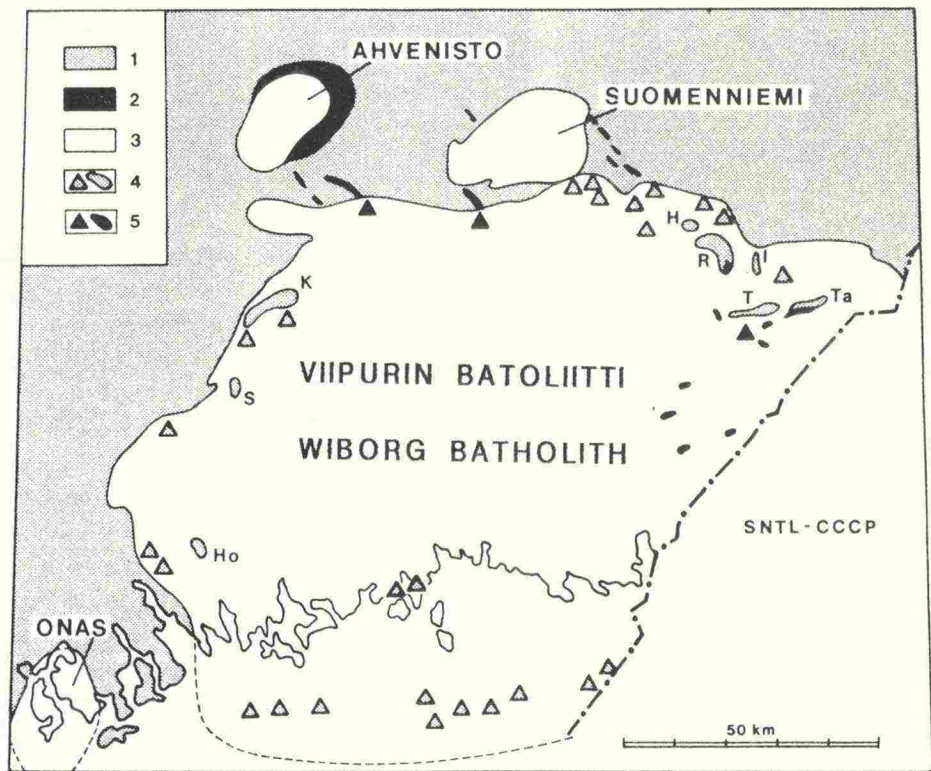 1
2
3
4
5
AHVENISTO
SUOMENNIEMI
H
R
I
T
Ta
K
S
VIIPURIN BATOLIITTI
WIBORG BATHOLITH
SNTL-CCCP
Ho
ONAS
50 km